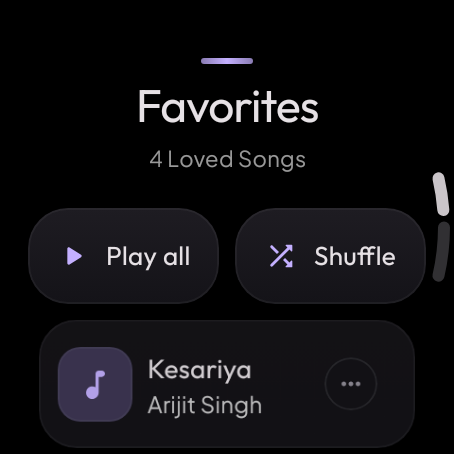 Favorites
4 Loved Songs
Play all
Shuffle
Kesariya
Arijit Singh